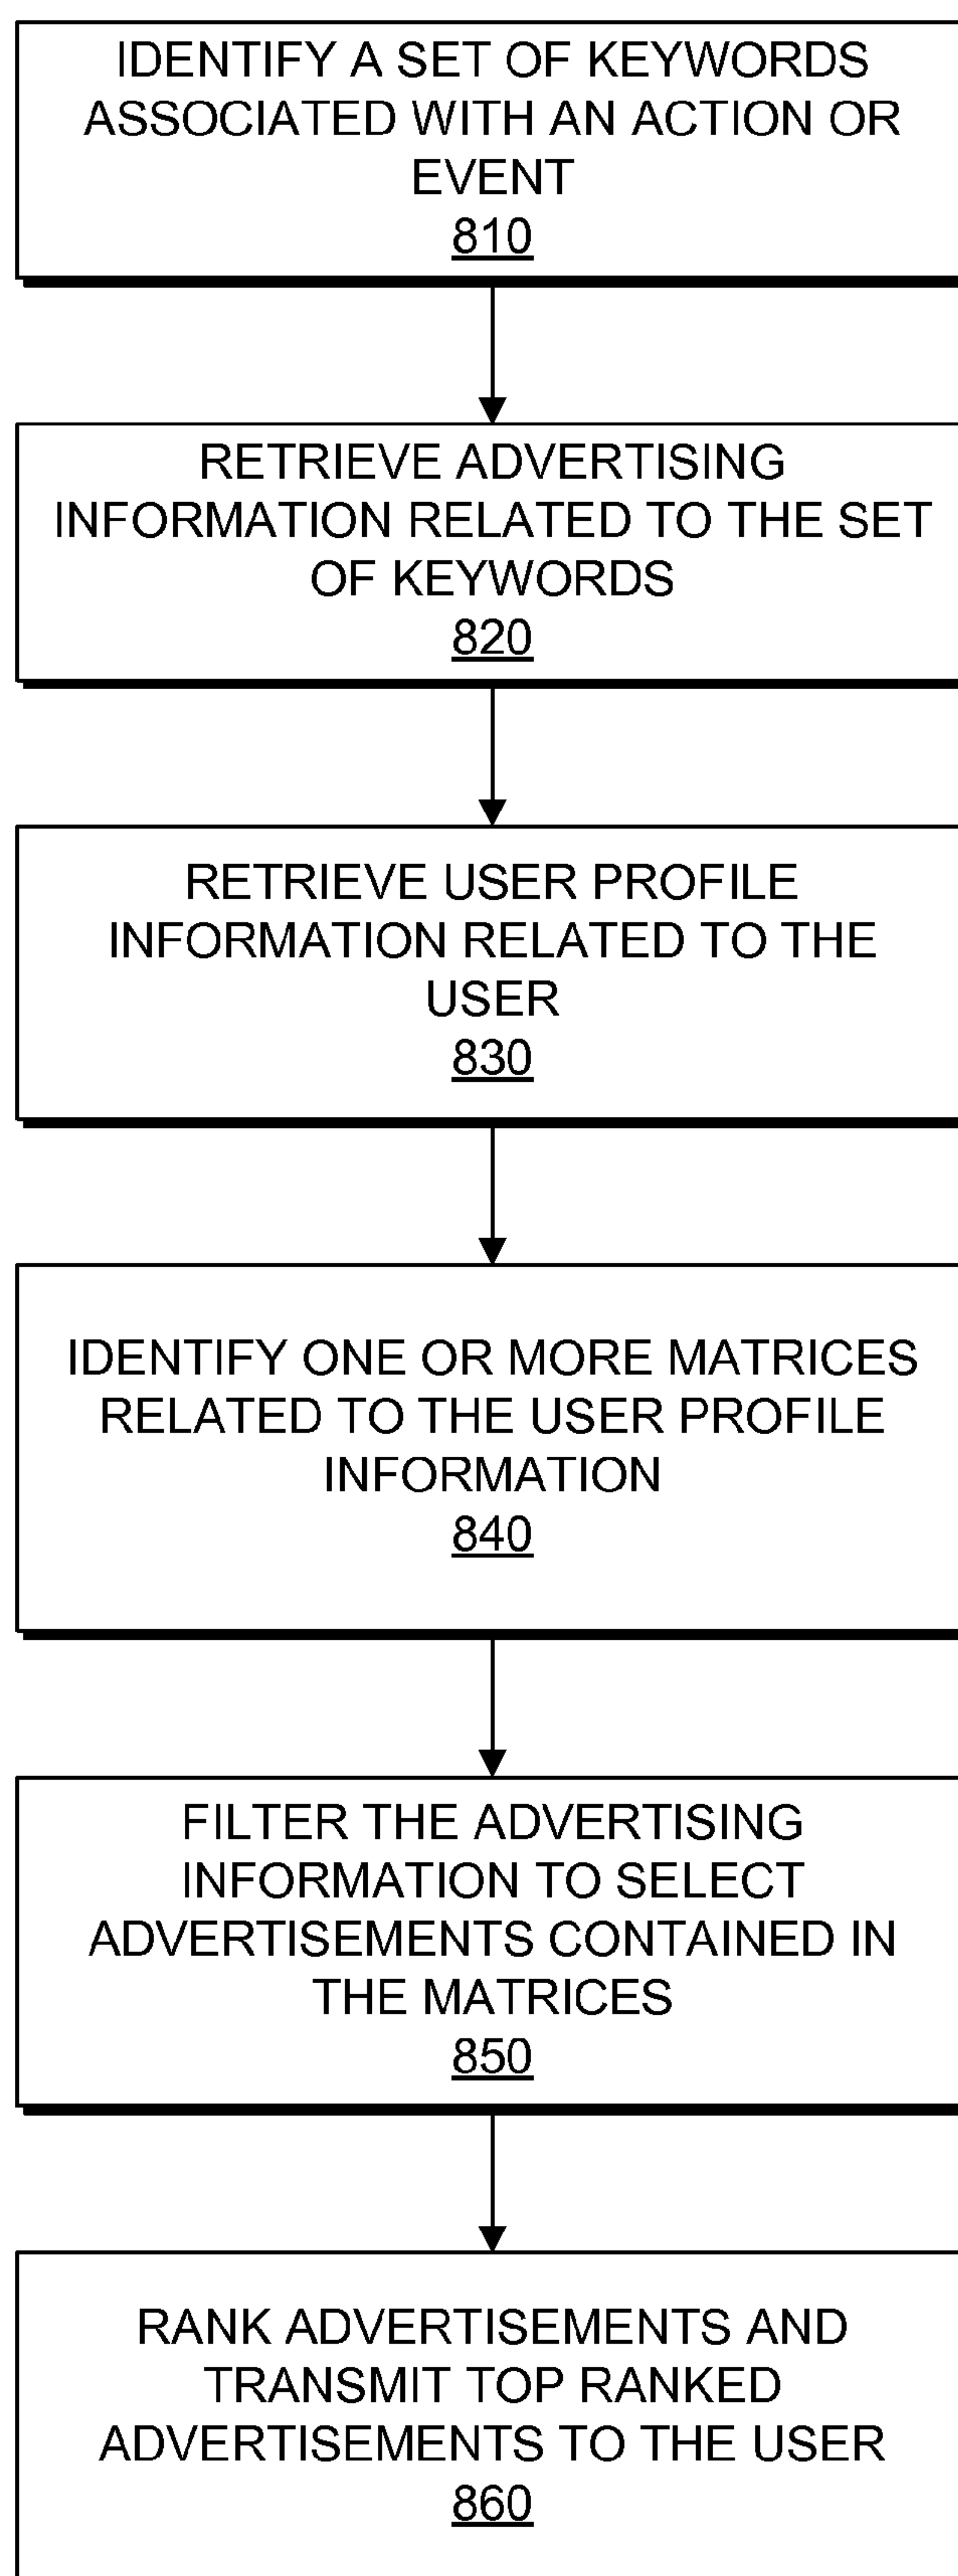 IDENTIFY A SET OF KEYWORDS
ASSOCIATED WITH AN ACTION OR
EVENT
810
RETRIEVE ADVERTISING
INFORMATION RELATED TO THE SET
OF KEYWORDS
820
RETRIEVE USER PROFILE
INFORMATION RELATED TO THE
USER
830
IDENTIFY ONE OR MORE MATRICES
RELATED TO THE USER PROFILE
INFORMATION
840
FILTER THE ADVERTISING
INFORMATION TO SELECT
ADVERTISEMENTS CONTAINED IN
THE MATRICES
850
RANK ADVERTISEMENTS AND
TRANSMIT TOP RANKED
ADVERTISEMENTS TO THE USER
860